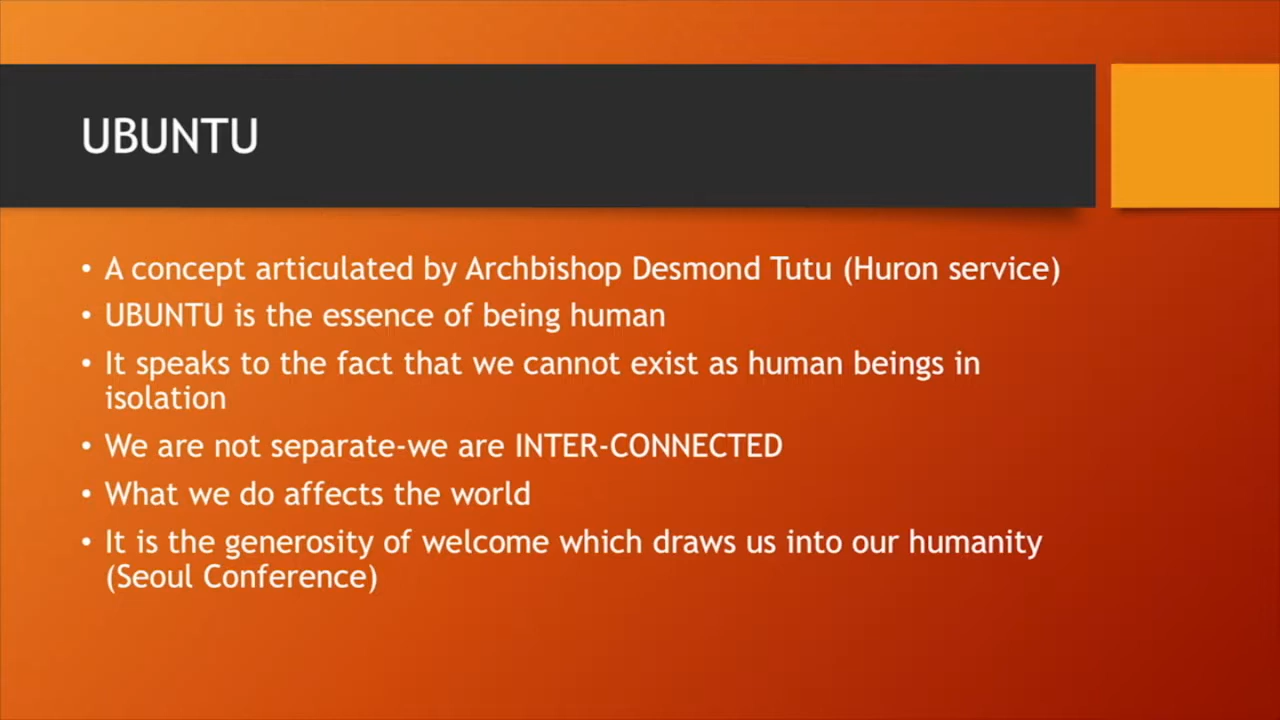 UBUNTU
• A concept articulated by Archbishop Desmond Tutu (Huron service)
• UBUNTU is the essence of being human
• It speaks to the fact that we cannot exist as human beings in
isolation
• We are not separate-we are INTER-CONNECTED
• What we do affects the world
• It is the generosity of welcome which draws us into our humanity
(Seoul Conference)